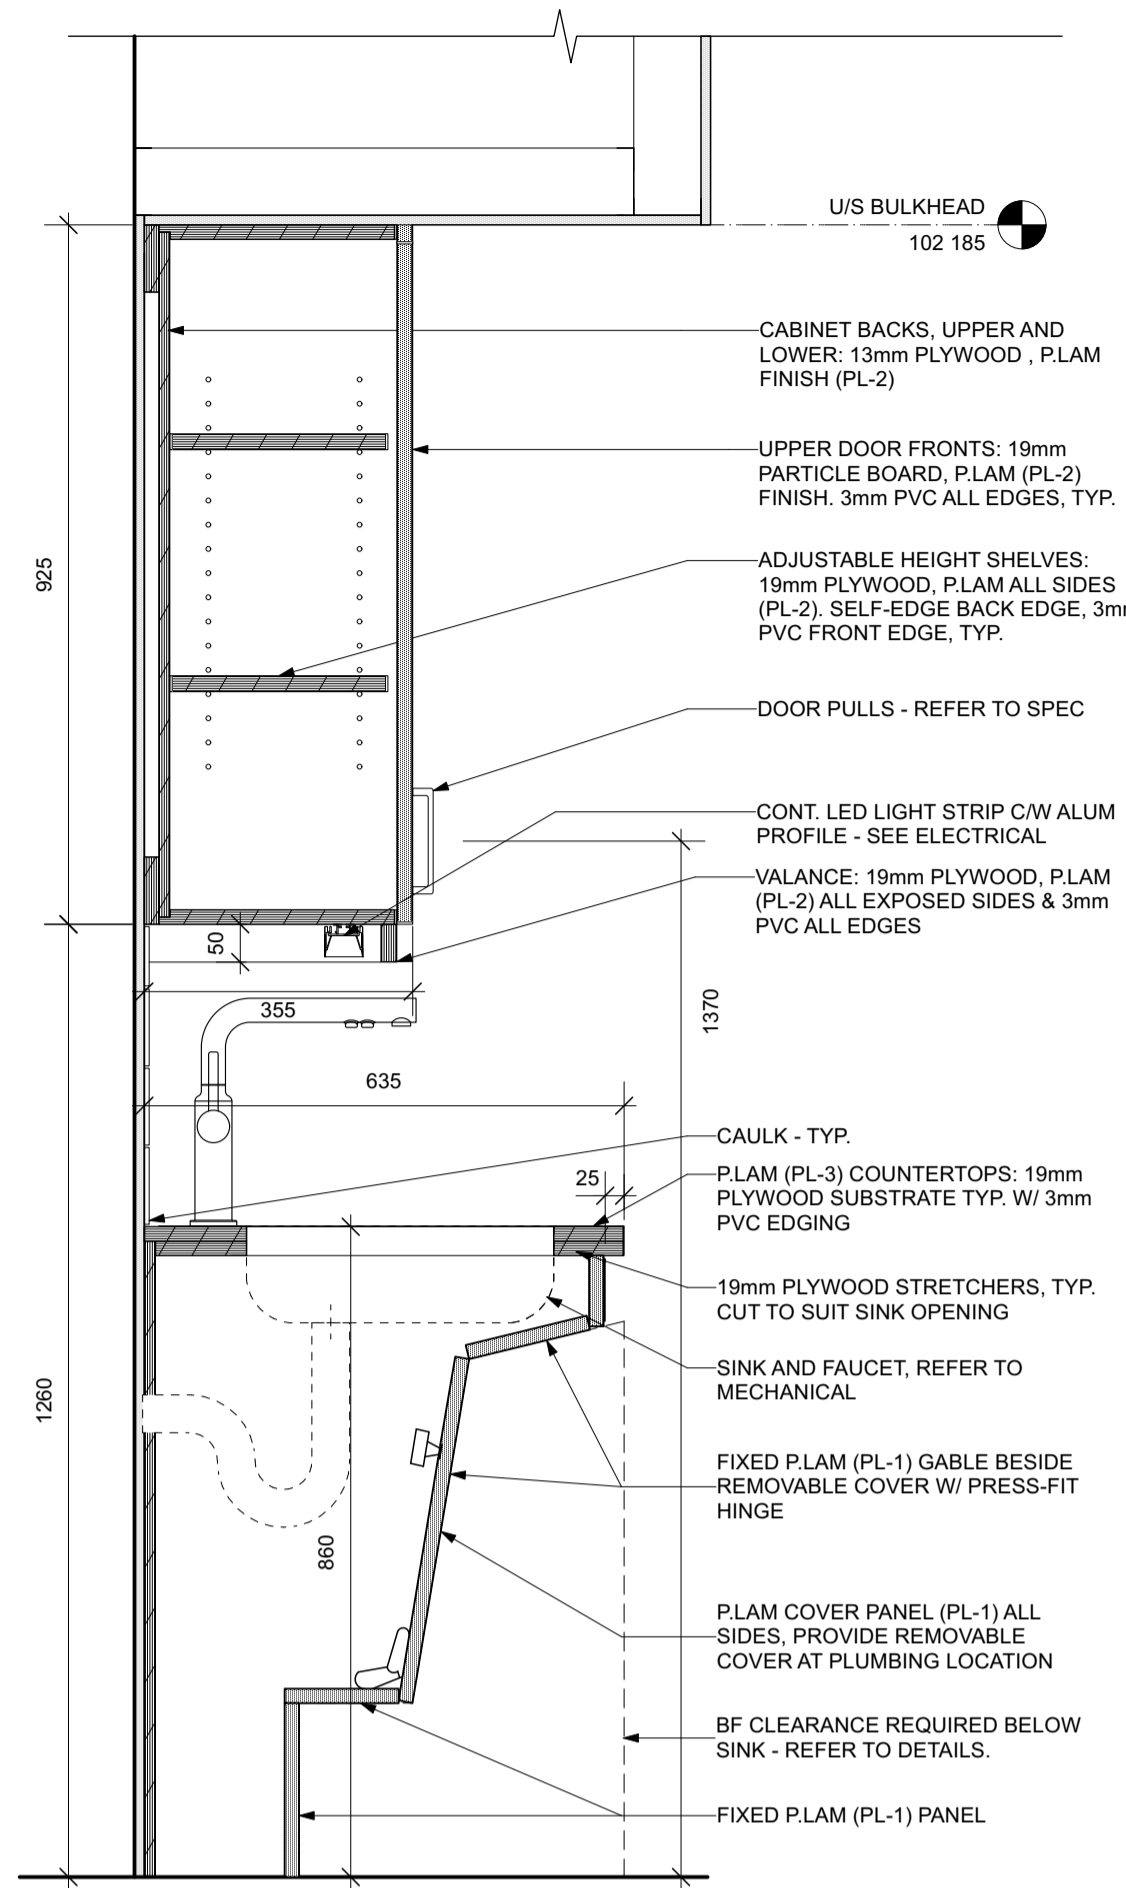 U/S BULKHEAD
102 185
CABINET BACKS, UPPER AND
LOWER: 13mm PLYWOOD , P.LAM
FINISH (PL-2)
UPPER DOOR FRONTS: 19mm
PARTICLE BOARD, P.LAM (PL-2)
FINISH. 3mm PVC ALL EDGES, TYP.
925
ADJUSTABLE HEIGHT SHELVES:
19mm PLYWOOD, P.LAM ALL SIDES
(PL-2). SELF-EDGE BACK EDGE, 3mm
PVC FRONT EDGE, TYP.
DOOR PULLS - REFER TO SPEC
CONT. LED LIGHT STRIP C/W ALUM
PROFILE - SEE ELECTRICAL
VALANCE: 19mm PLYWOOD, P.LAM
(PL-2) ALL EXPOSED SIDES & 3mm
PVC ALL EDGES
50
355
1370
635
CAULK - TYP.
25
P.LAM (PL-3) COUNTERTOPS: 19mm
PLYWOOD SUBSTRATE TYP. W/ 3mm
PVC EDGING
19mm PLYWOOD STRETCHERS, TYP.
CUT TO SUIT SINK OPENING
SINK AND FAUCET, REFER TO
MECHANICAL
1260
FIXED P.LAM (PL-1) GABLE BESIDE
REMOVABLE COVER W/ PRESS-FIT
HINGE
860
P.LAM COVER PANEL (PL-1) ALL
SIDES, PROVIDE REMOVABLE
COVER AT PLUMBING LOCATION
BF CLEARANCE REQUIRED BELOW
SINK - REFER TO DETAILS.
FIXED P.LAM (PL-1) PANEL